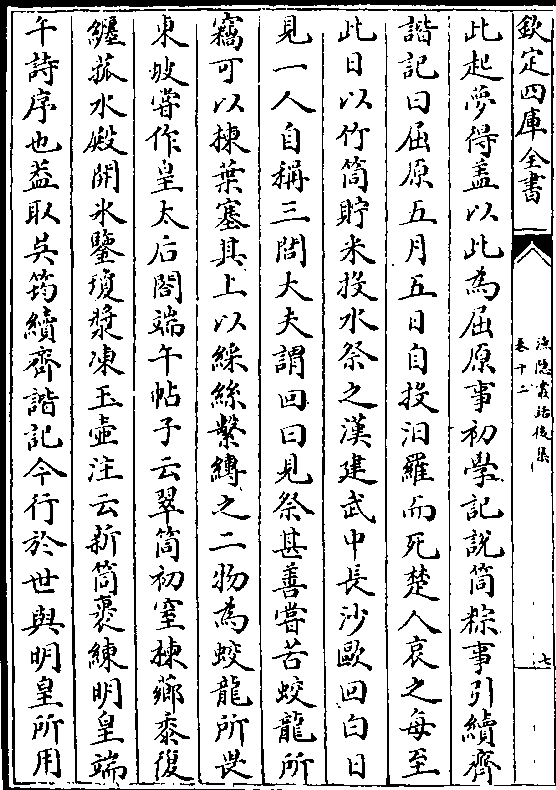 欽定四庫全書
漁隱叢話後集
卷十二
七
此起夢得蓋以此為屈原事初學記說筒粽事引續齊
諧記曰屈原五月五日自投汨羅而死楚人哀之每至
此日以竹筒貯米投水祭之漢建武中長沙歐回白日
見一人自稱三閭大夫謂回曰見祭甚善嘗苦蛟龍所
竊可以楝葉塞其上以綵絲繫縛之二物為蛟龍所畏
東坡嘗作皇太后閣端午帖子云翠筒初窒楝薌黍復
纏菰水殿開冰鑒瓊漿凍玉壺注云新筒裹練明皇端
午詩序也蓋取吳筠續齊諧記今行於世與明皇所用